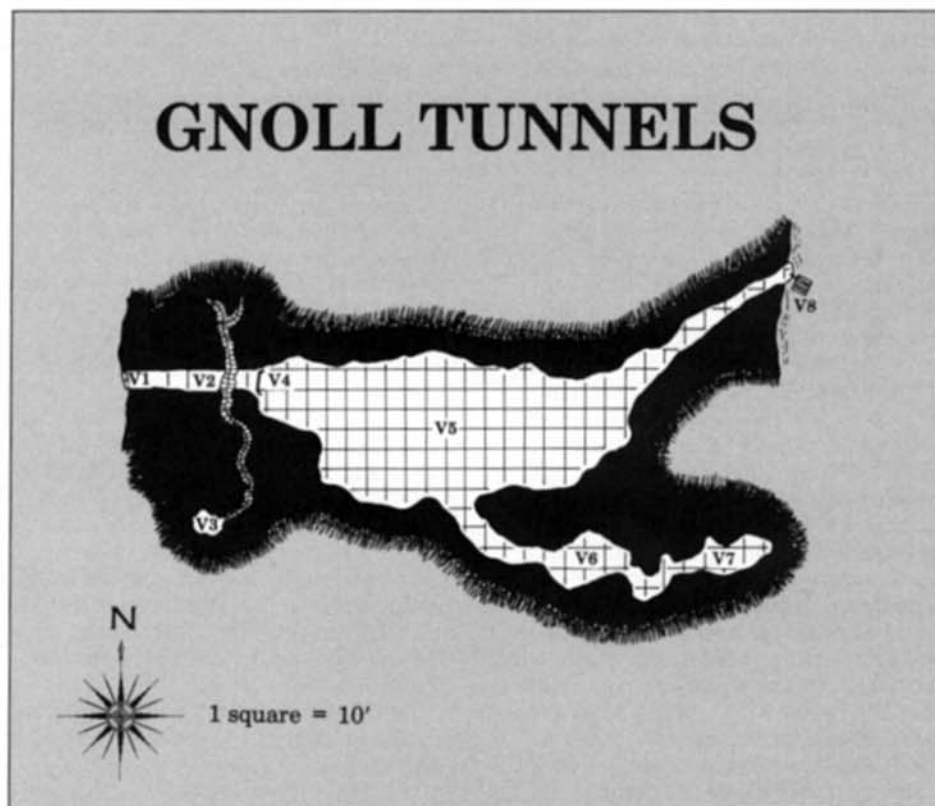 GNOLL TUNNELS
V8
V1 V2 V4
V5
V3
V6 V7
N
1 square = 10'